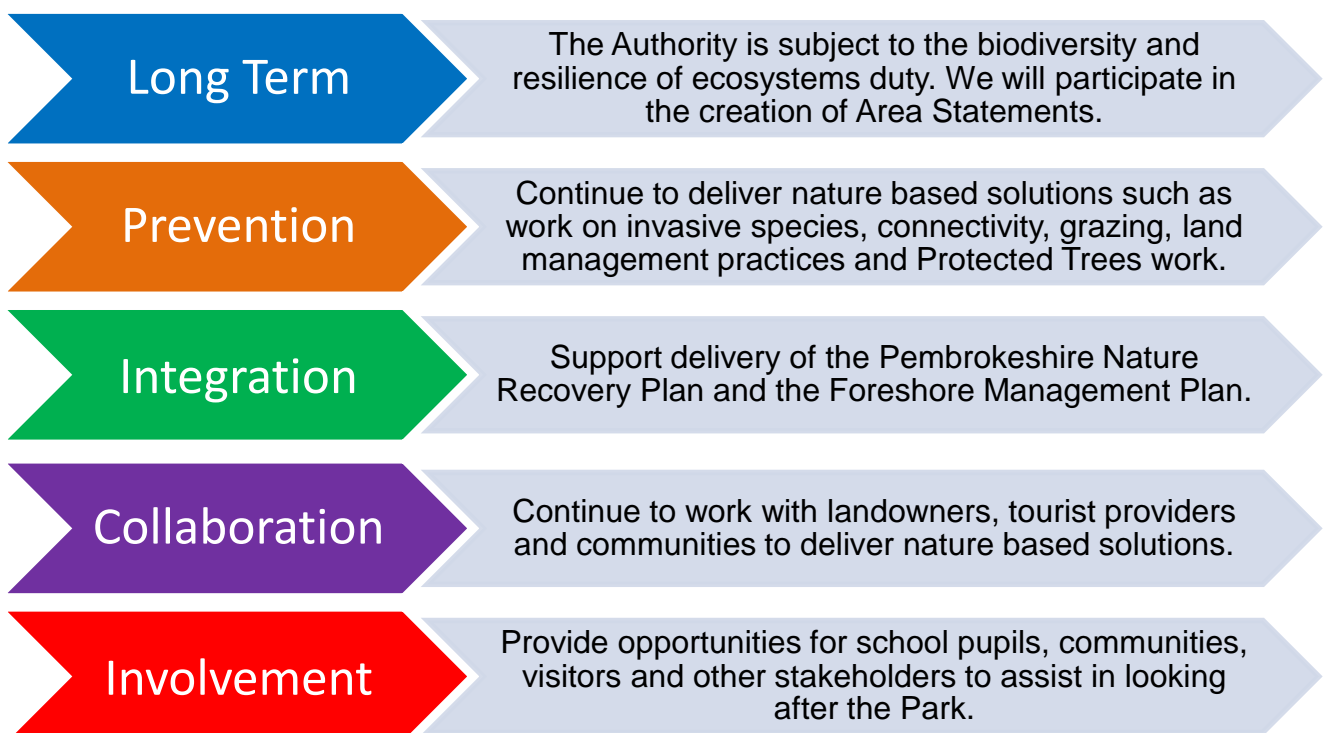 Long Term
The Authority is subject to the biodiversity and
resilience of ecosystems duty. We will participate in
the creation of Area Statements.
Prevention
Continue to deliver nature based solutions such as
work on invasive species, connectivity, grazing, land
management practices and Protected Trees work.
Integration
Support delivery of the Pembrokeshire Nature
Recovery Plan and the Foreshore Management Plan.
Collaboration
Continue to work with landowners, tourist providers
and communities to deliver nature based solutions.
Involvement
Provide opportunities for school pupils, communities,
visitors and other stakeholders to assist in looking
after the Park.